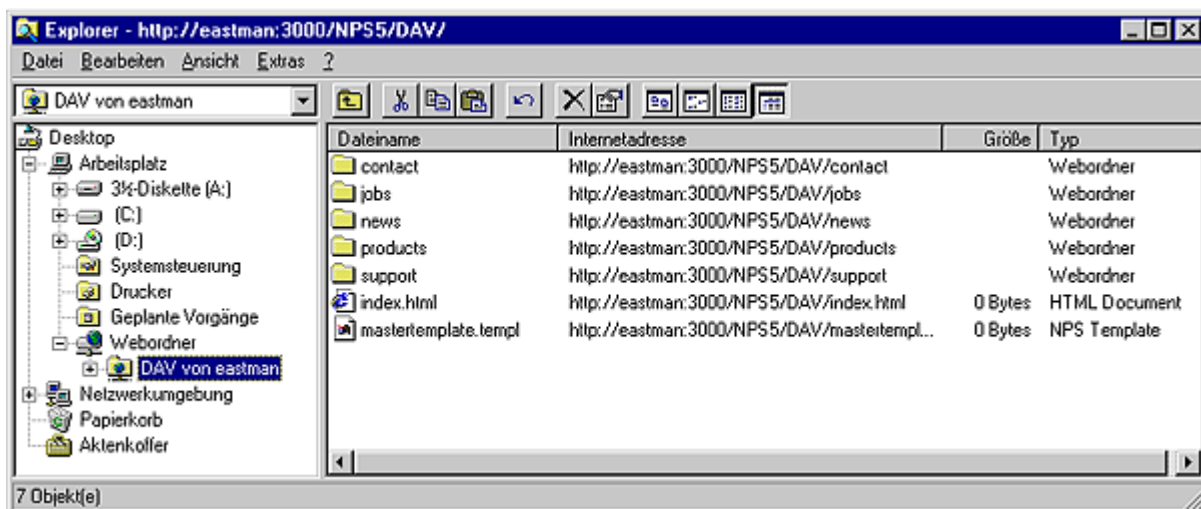 Explorer - http://eastman:3000/NPS5/DAV/
Datei Bearbeiten Ansicht Extras ?
DAV von eastman
Desktop
Arbeitsplatz
3½-Diskette (A:)
(C:)
(D:)
Systemsteuerung
Drucker
Geplante Vorgänge
Webordner
DAV von eastman
Netzwerkumgebung
Papierkorb
Aktenkoffer
Dateiname Internetadresse Größe Typ
contact http://eastman:3000/NPS5/DAV/contact Webordner
jobs http://eastman:3000/NPS5/DAV/jobs Webordner
news http://eastman:3000/NPS5/DAV/news Webordner
products http://eastman:3000/NPS5/DAV/products Webordner
support http://eastman:3000/NPS5/DAV/support Webordner
index.html http://eastman:3000/NPS5/DAV/index.html 0 Bytes HTML Document
mastertemplate.templ http://eastman:3000/NPS5/DAV/mastertempl... 0 Bytes NPS Template
7 Objekt(e)